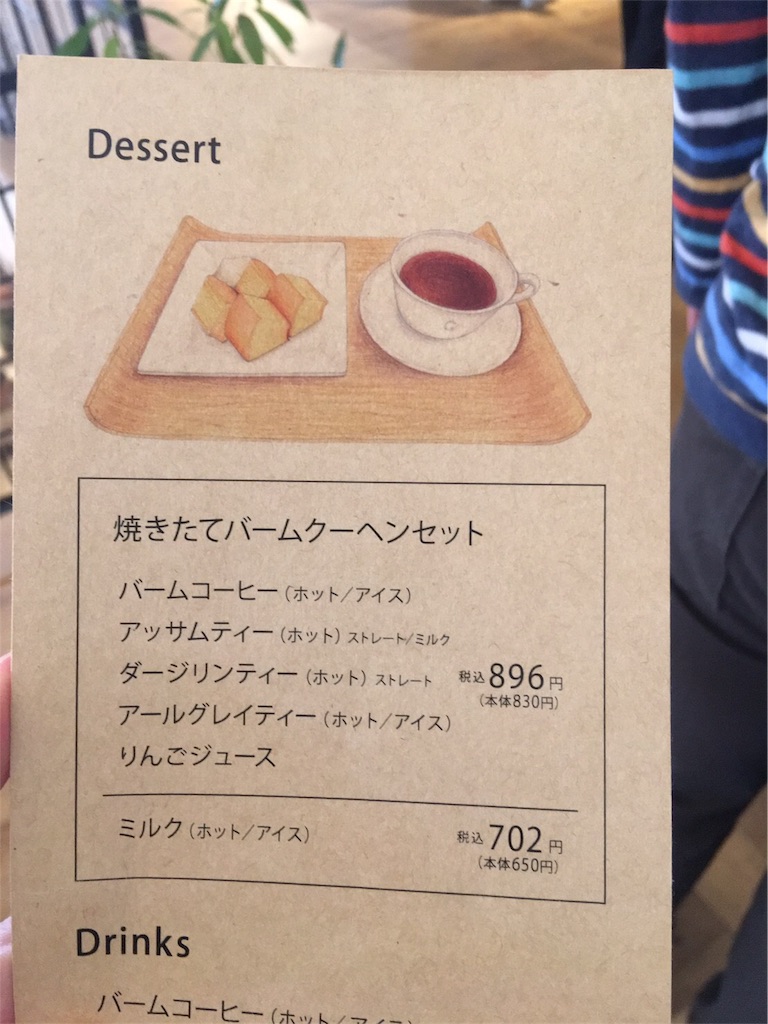 Dessert
焼きたてバームクーヘンセット
バームコーヒー(ホット/アイス)
アッサムティー(ホット) ストレート/ミルク
ダージリンティー(ホット) ストレート 税込896円
(本体830円)
アールグレイティー(ホット/アイス)
りんごジュース
ミルク(ホット/アイス) 税込702円
(本体650円)
Drinks
バームコーヒー(ホット/アイス)